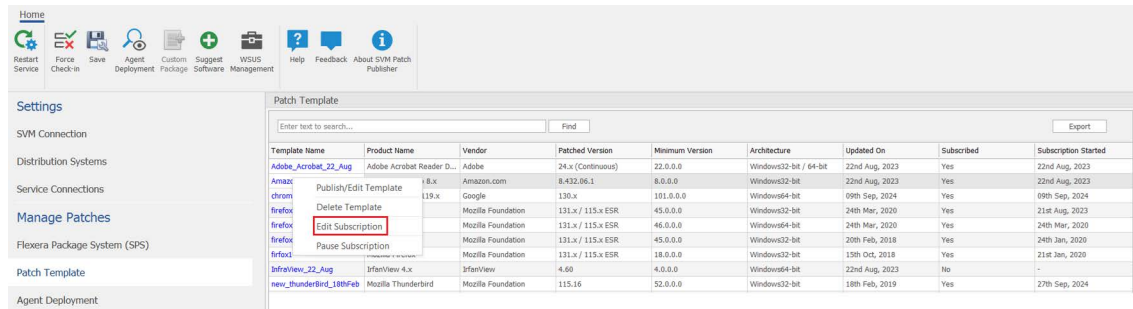 Home
Restart Service
Force Check-in
Save
Agent Deployment
Custom Package
Suggest Software
WSUS Management
Help
Feedback
About SVM Patch Publisher
Settings
SVM Connection
Distribution Systems
Service Connections
Manage Patches
Flexera Package System (SPS)
Patch Template
Agent Deployment
Patch Template
Enter text to search... Find Export
Template Name Product Name Vendor Patched Version Minimum Version Architecture Updated On Subscribed Subscription Started
Adobe_Acrobat_22_Aug Adobe Acrobat Reader D... Adobe 24.x (Continuous) 22.0.0.0 Windows32-bit / 64-bit 22nd Aug, 2023 Yes 22nd Aug, 2023
8.x Amazon.com 8.432.06.1 8.0.0.0 Windows32-bit 22nd Aug, 2023 Yes 22nd Aug, 2023
chrom 119.x Google 130.x 101.0.0.0 Windows64-bit 09th Sep, 2024 Yes 09th Sep, 2024
firefox Mozilla Foundation 131.x / 115.x ESR 45.0.0.0 Windows32-bit 24th Mar, 2020 Yes 21st Aug, 2023
firefox Mozilla Foundation 131.x / 115.x ESR 46.0.0.0 Windows64-bit 24th Mar, 2020 Yes 24th Mar, 2020
firefox Mozilla Foundation 131.x / 115.x ESR 45.0.0.0 Windows32-bit 20th Feb, 2018 Yes 24th Jan, 2020
firfox1 Mozilla Foundation 131.x / 115.x ESR 18.0.0.0 Windows32-bit 15th Oct, 2018 Yes 21st Jan, 2020
InfraView_22_Aug IrfanView 4.x IrfanView 4.60 4.0.0.0 Windows64-bit 22nd Aug, 2023 No -
new_thunderBird_18thFeb Mozilla Thunderbird Mozilla Foundation 115.16 52.0.0.0 Windows32-bit 18th Feb, 2019 Yes 27th Sep, 2024
Publish/Edit Template
Delete Template
Edit Subscription
Pause Subscription